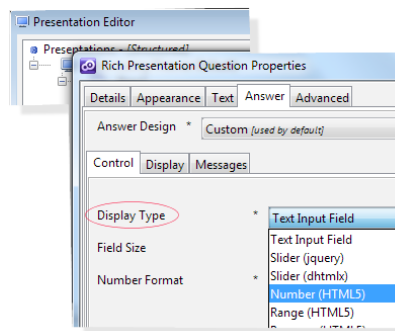 Presentation Editor
Presentations - [Structured]
Rich Presentation Question Properties
Details Appearance Text Answer Advanced
Answer Design * Custom [used by default]
Control Display Messages
Display Type * Text Input Field
Text Input Field
Field Size
Slider (jquery)
Slider (dhtmlx)
Number Format *
Number (HTML5)
Range (HTML5)